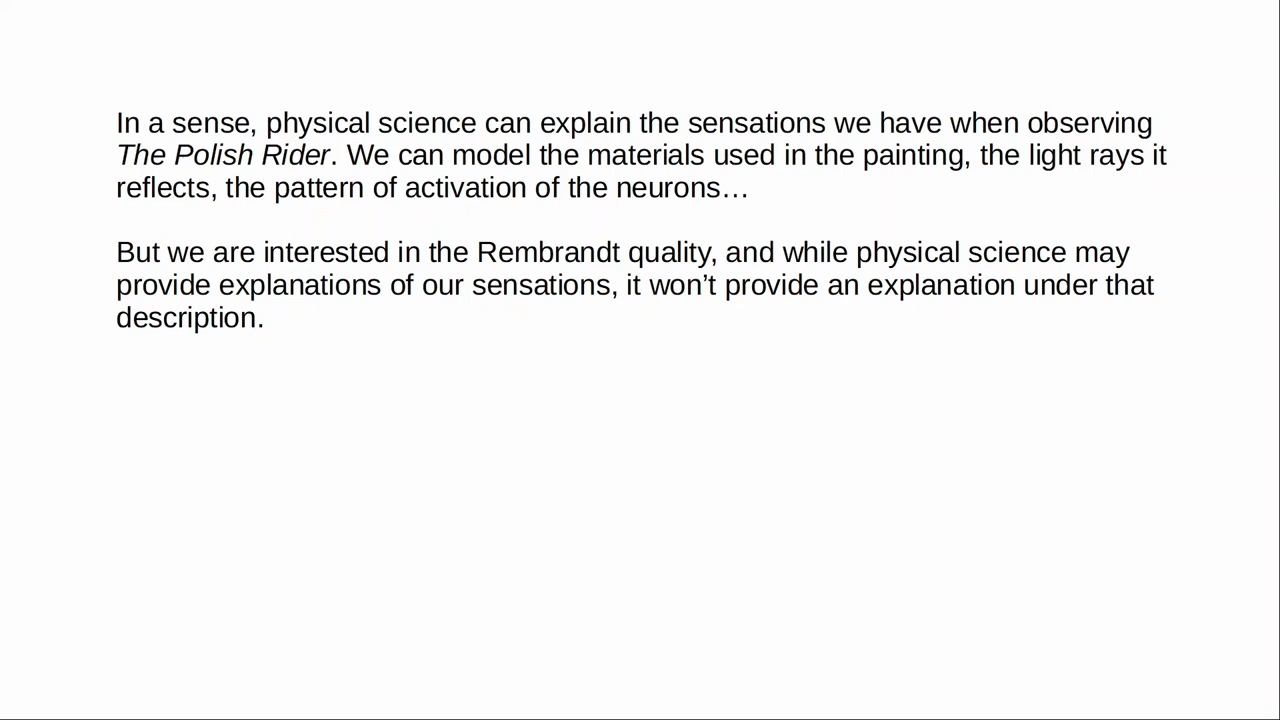 In a sense, physical science can explain the sensations we have when observing
The Polish Rider. We can model the materials used in the painting, the light rays it
reflects, the pattern of activation of the neurons…
But we are interested in the Rembrandt quality, and while physical science may
provide explanations of our sensations, it won’t provide an explanation under that
description.